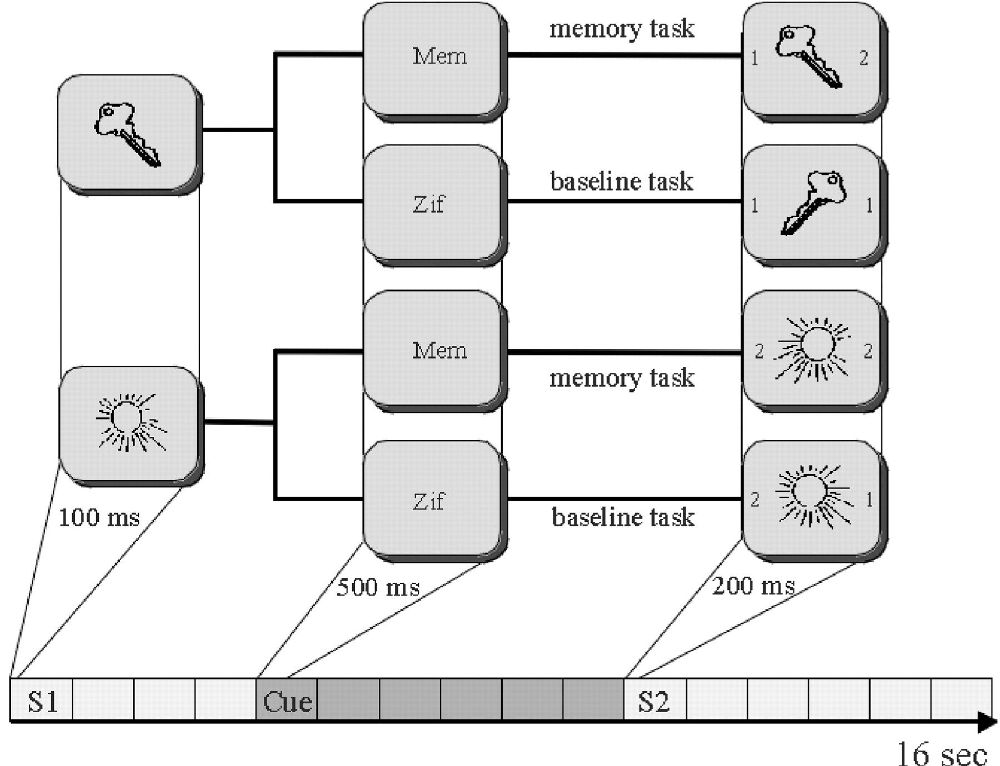 memory task
Mem
1 2
baseline task
Zif
1 1
Mem
2 2
memory task
Zif
2 1
baseline task
100 ms
500 ms
200 ms
S1 Cue S2
16 sec